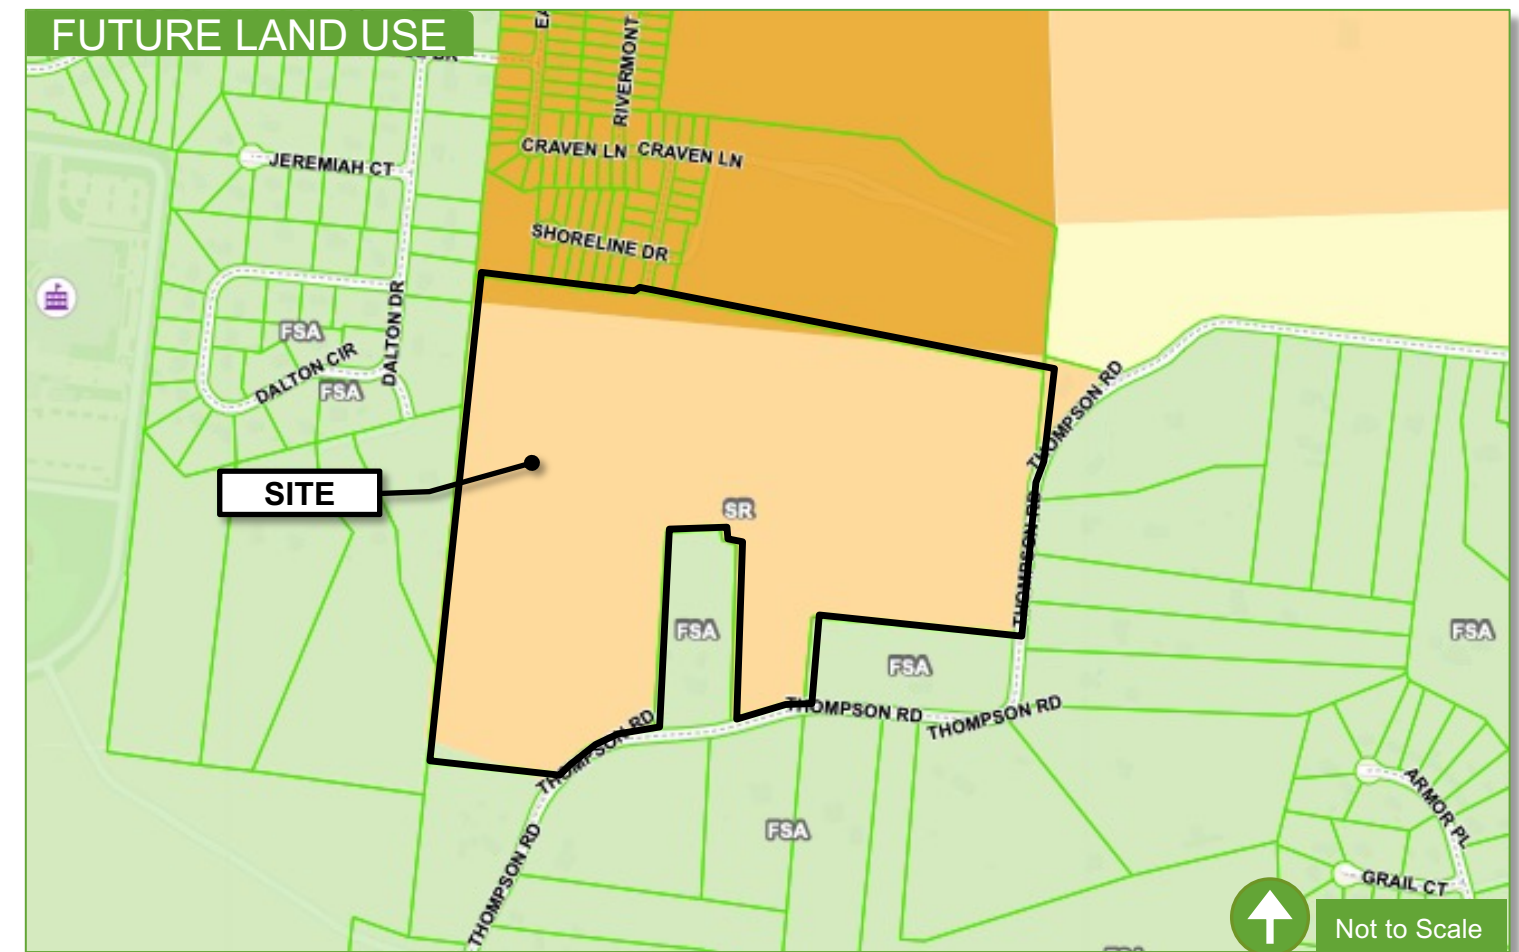 FUTURE LAND USE
RIVERMONT
CRAVEN LN
CRAVEN LN
JEREMIAH CT
SHORELINE DR
DALTON DR
FSA
DALTON CIR
FSA
THOMPSON RD
SITE
SR
THOMPSON RD
FSA
FSA
FSA
THOMPSON RD
THOMPSON RD
THOMPSON RD
ARMOR PL
FSA
THOMPSON RD
GRAIL CT
Not to Scale